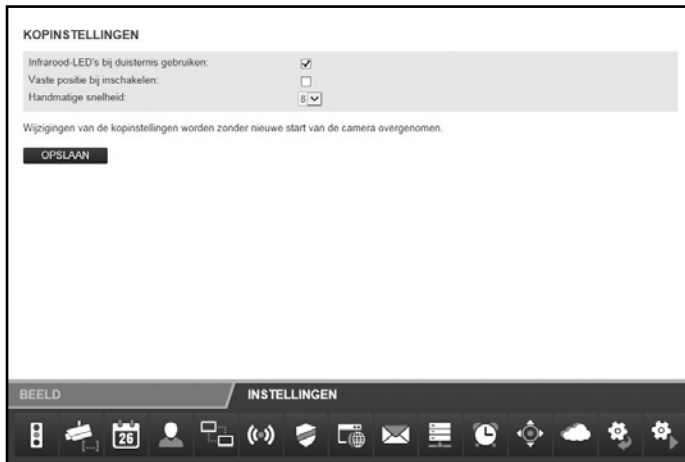 KOPINSTELLINGEN
Infrarood-LED's bij duisternis gebruiken:
Vaste positie bij inschakelen:
Handmatige snelheid: 8
Wijzigingen van de kopinstellingen worden zonder nieuwe start van de camera overgenomen.
OPSLAAN
BEELD INSTELLINGEN
[...] 26